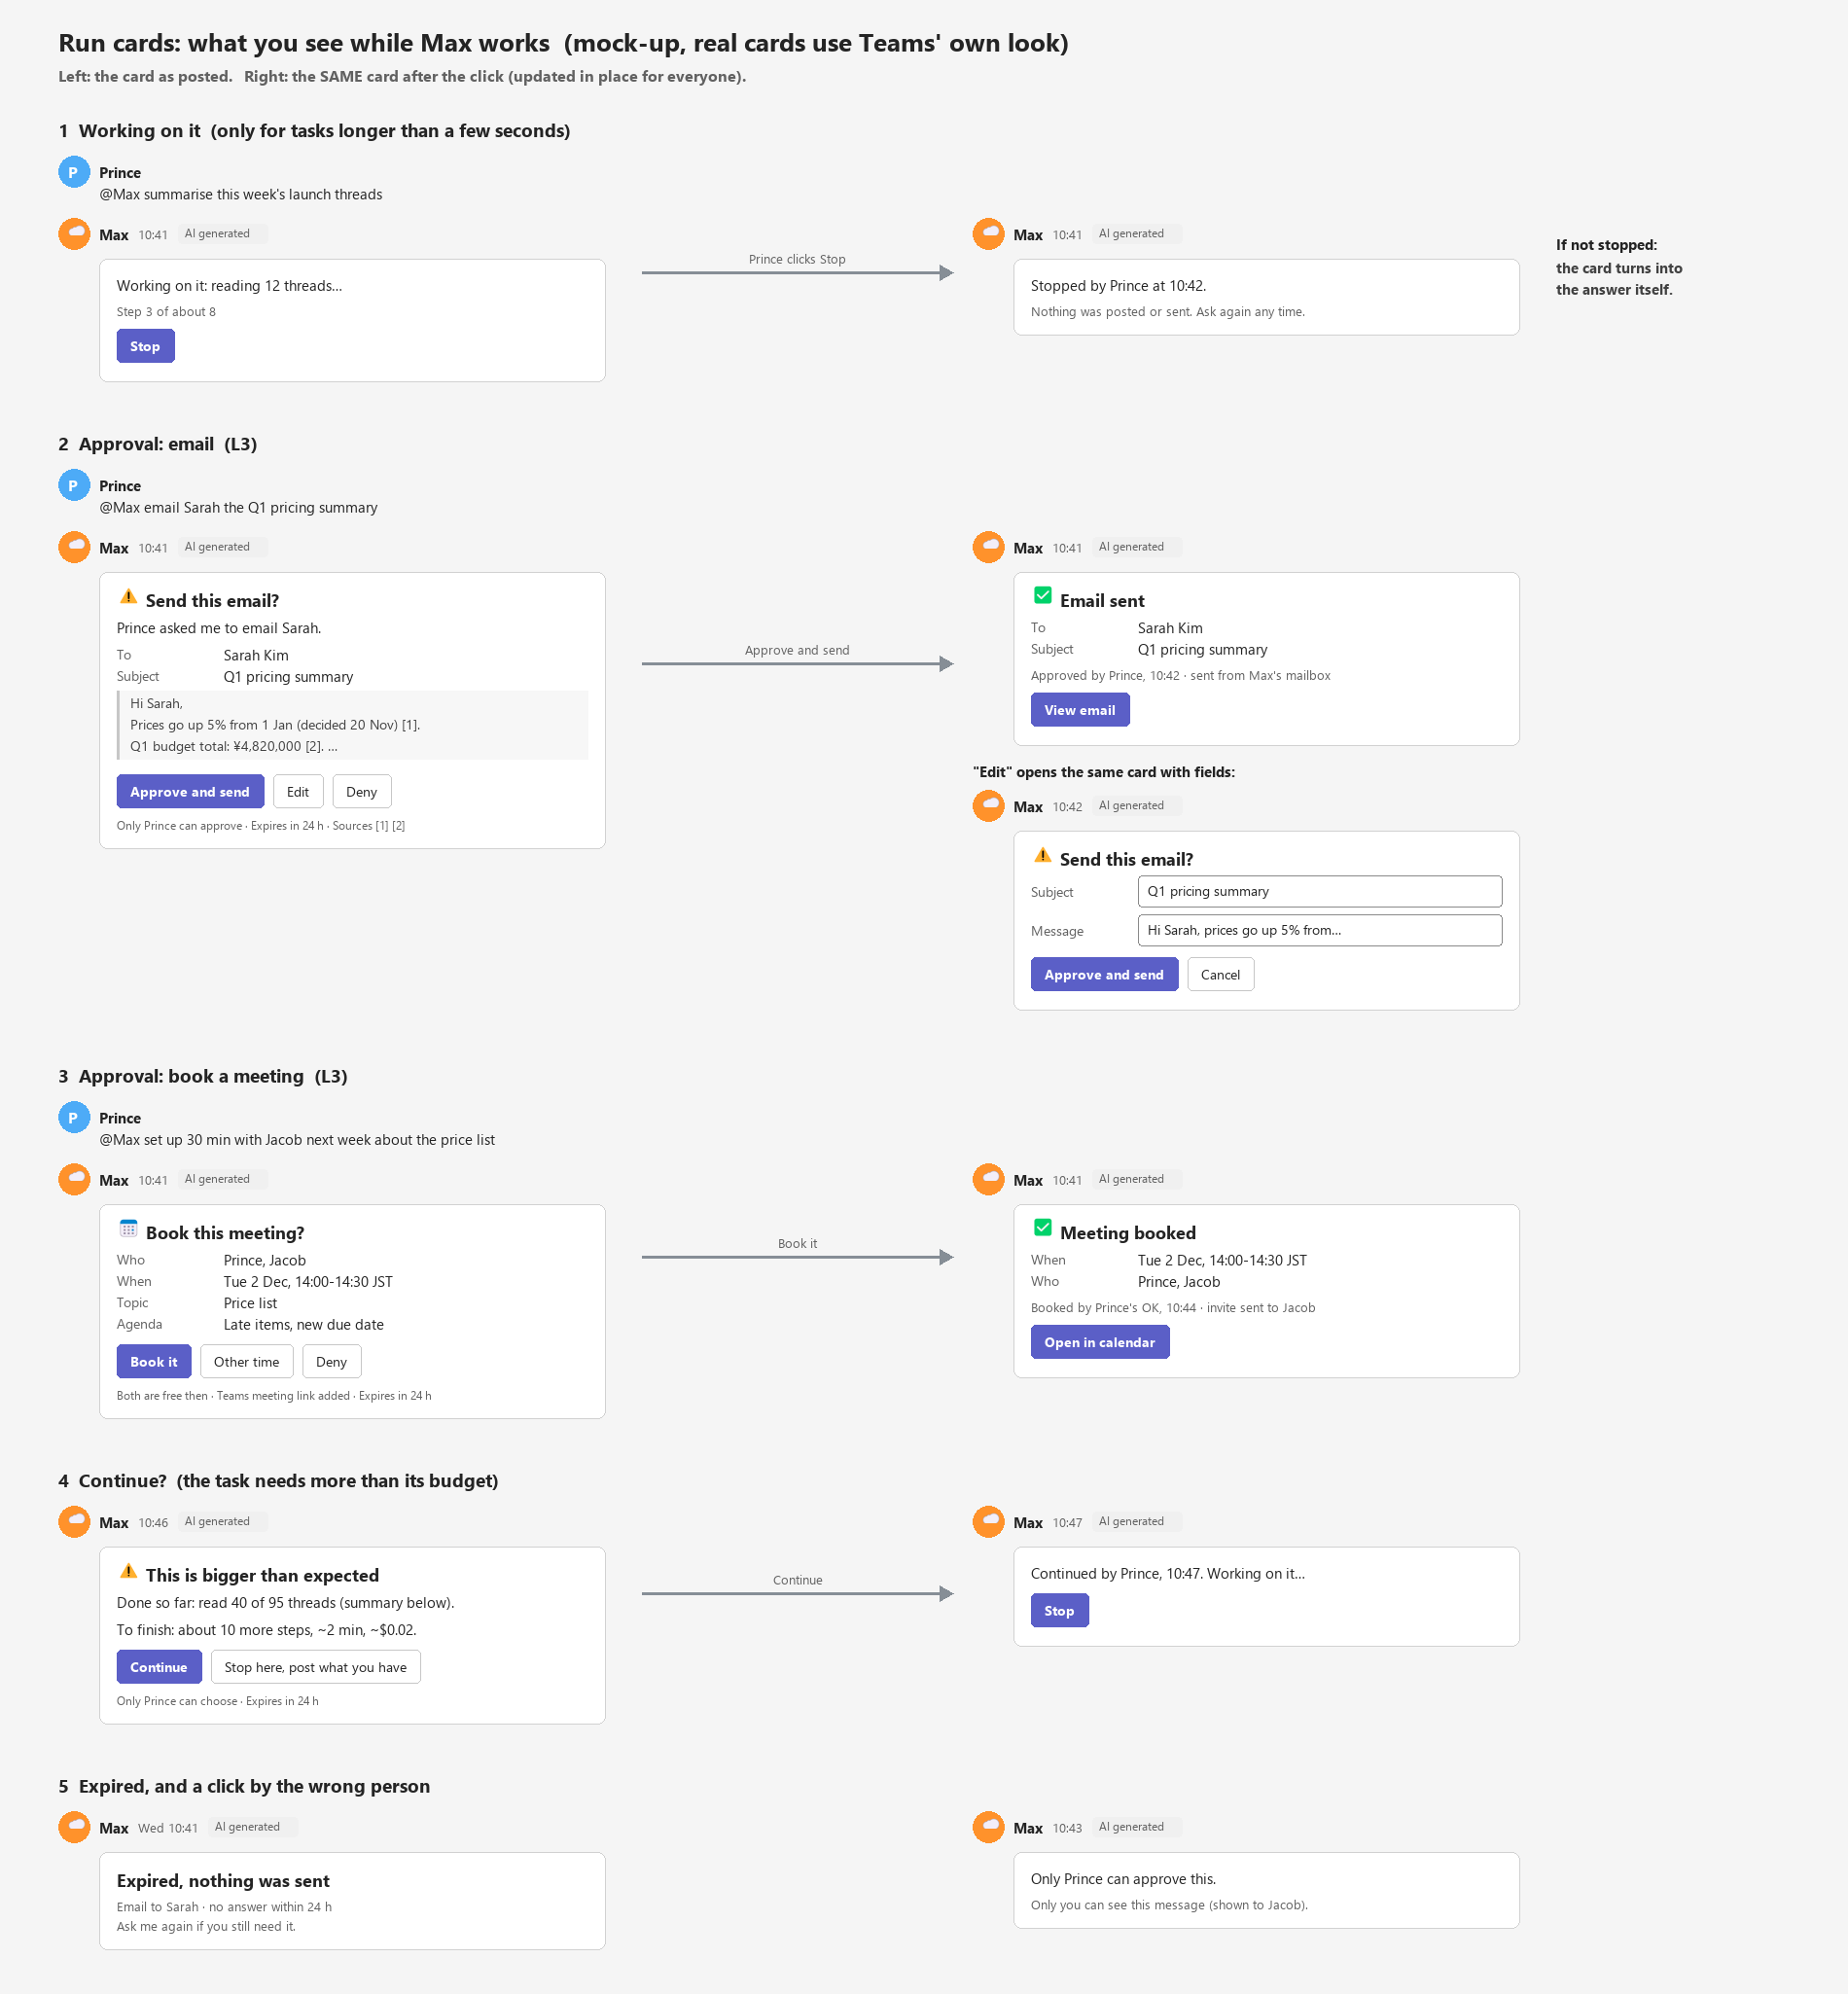 Run cards: what you see while Max works (mock-up, real cards use Teams' own look)
Left: the card as posted. Right: the SAME card after the click (updated in place for everyone).
1 Working on it (only for tasks longer than a few seconds)
P Prince
@Max summarise this week's launch threads
Max 10:41 AI generated
Working on it: reading 12 threads...
Step 3 of about 8
Stop
Prince clicks Stop
Max 10:41 AI generated
Stopped by Prince at 10:42.
Nothing was posted or sent. Ask again any time.
If not stopped:
the card turns into
the answer itself.
2 Approval: email (L3)
P Prince
@Max email Sarah the Q1 pricing summary
Max 10:41 AI generated
Send this email?
Prince asked me to email Sarah.
To Sarah Kim
Subject Q1 pricing summary
Hi Sarah,
Prices go up 5% from 1 Jan (decided 20 Nov) [1].
Q1 budget total: ¥4,820,000 [2]. ...
Approve and send Edit Deny
Only Prince can approve · Expires in 24 h · Sources [1] [2]
Approve and send
Max 10:41 AI generated
Email sent
To Sarah Kim
Subject Q1 pricing summary
Approved by Prince, 10:42 · sent from Max's mailbox
View email
"Edit" opens the same card with fields:
Max 10:42 AI generated
Send this email?
Subject Q1 pricing summary
Message Hi Sarah, prices go up 5% from...
Approve and send Cancel
3 Approval: book a meeting (L3)
P Prince
@Max set up 30 min with Jacob next week about the price list
Max 10:41 AI generated
Book this meeting?
Who Prince, Jacob
When Tue 2 Dec, 14:00-14:30 JST
Topic Price list
Agenda Late items, new due date
Book it Other time Deny
Both are free then · Teams meeting link added · Expires in 24 h
Book it
Max 10:41 AI generated
Meeting booked
When Tue 2 Dec, 14:00-14:30 JST
Who Prince, Jacob
Booked by Prince's OK, 10:44 · invite sent to Jacob
Open in calendar
4 Continue? (the task needs more than its budget)
Max 10:46 AI generated
This is bigger than expected
Done so far: read 40 of 95 threads (summary below).
To finish: about 10 more steps, ~2 min, ~$0.02.
Continue Stop here, post what you have
Only Prince can choose · Expires in 24 h
Continue
Max 10:47 AI generated
Continued by Prince, 10:47. Working on it...
Stop
5 Expired, and a click by the wrong person
Max Wed 10:41 AI generated
Expired, nothing was sent
Email to Sarah · no answer within 24 h
Ask me again if you still need it.
Max 10:43 AI generated
Only Prince can approve this.
Only you can see this message (shown to Jacob).